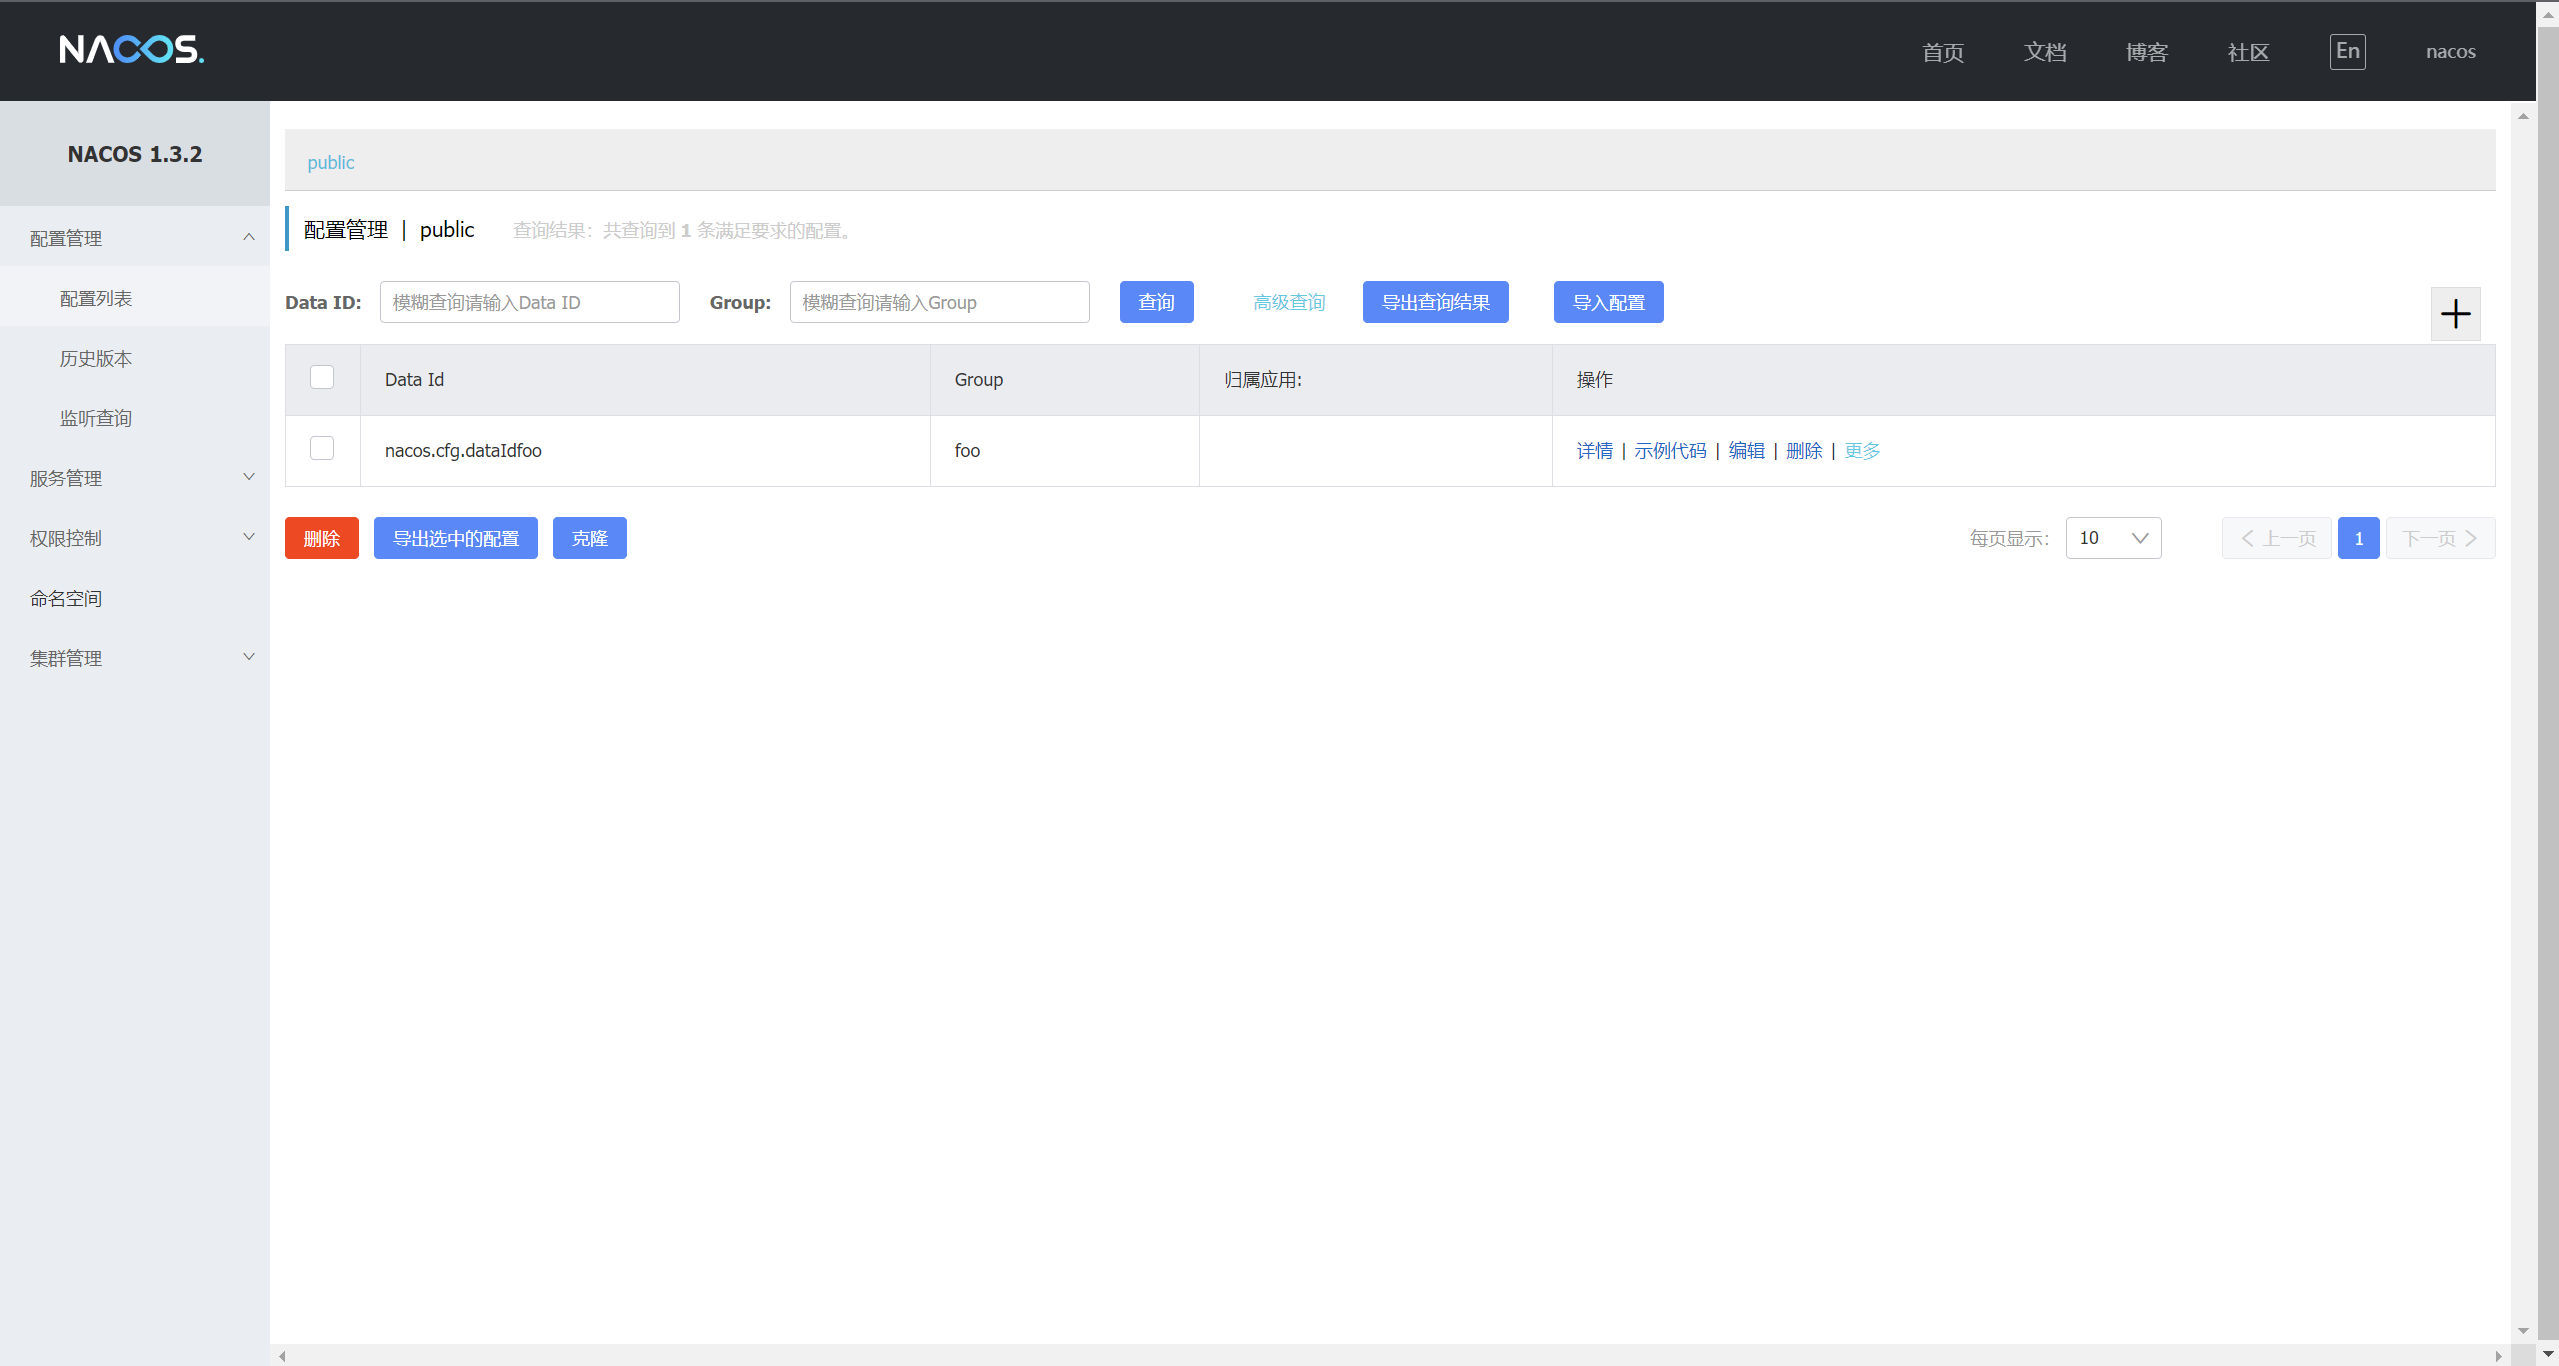 NACOS.
首页 文档 博客 社区 En nacos
NACOS 1.3.2
配置管理
配置列表
历史版本
监听查询
服务管理
权限控制
命名空间
集群管理
public
配置管理 | public 查询结果：共查询到 1 条满足要求的配置。
Data ID: 模糊查询请输入Data ID Group: 模糊查询请输入Group 查询 高级查询 导出查询结果 导入配置
Data Id Group 归属应用: 操作
nacos.cfg.dataIdfoo foo 详情 | 示例代码 | 编辑 | 删除 | 更多
删除 导出选中的配置 克隆 每页显示: 10 上一页 1 下一页